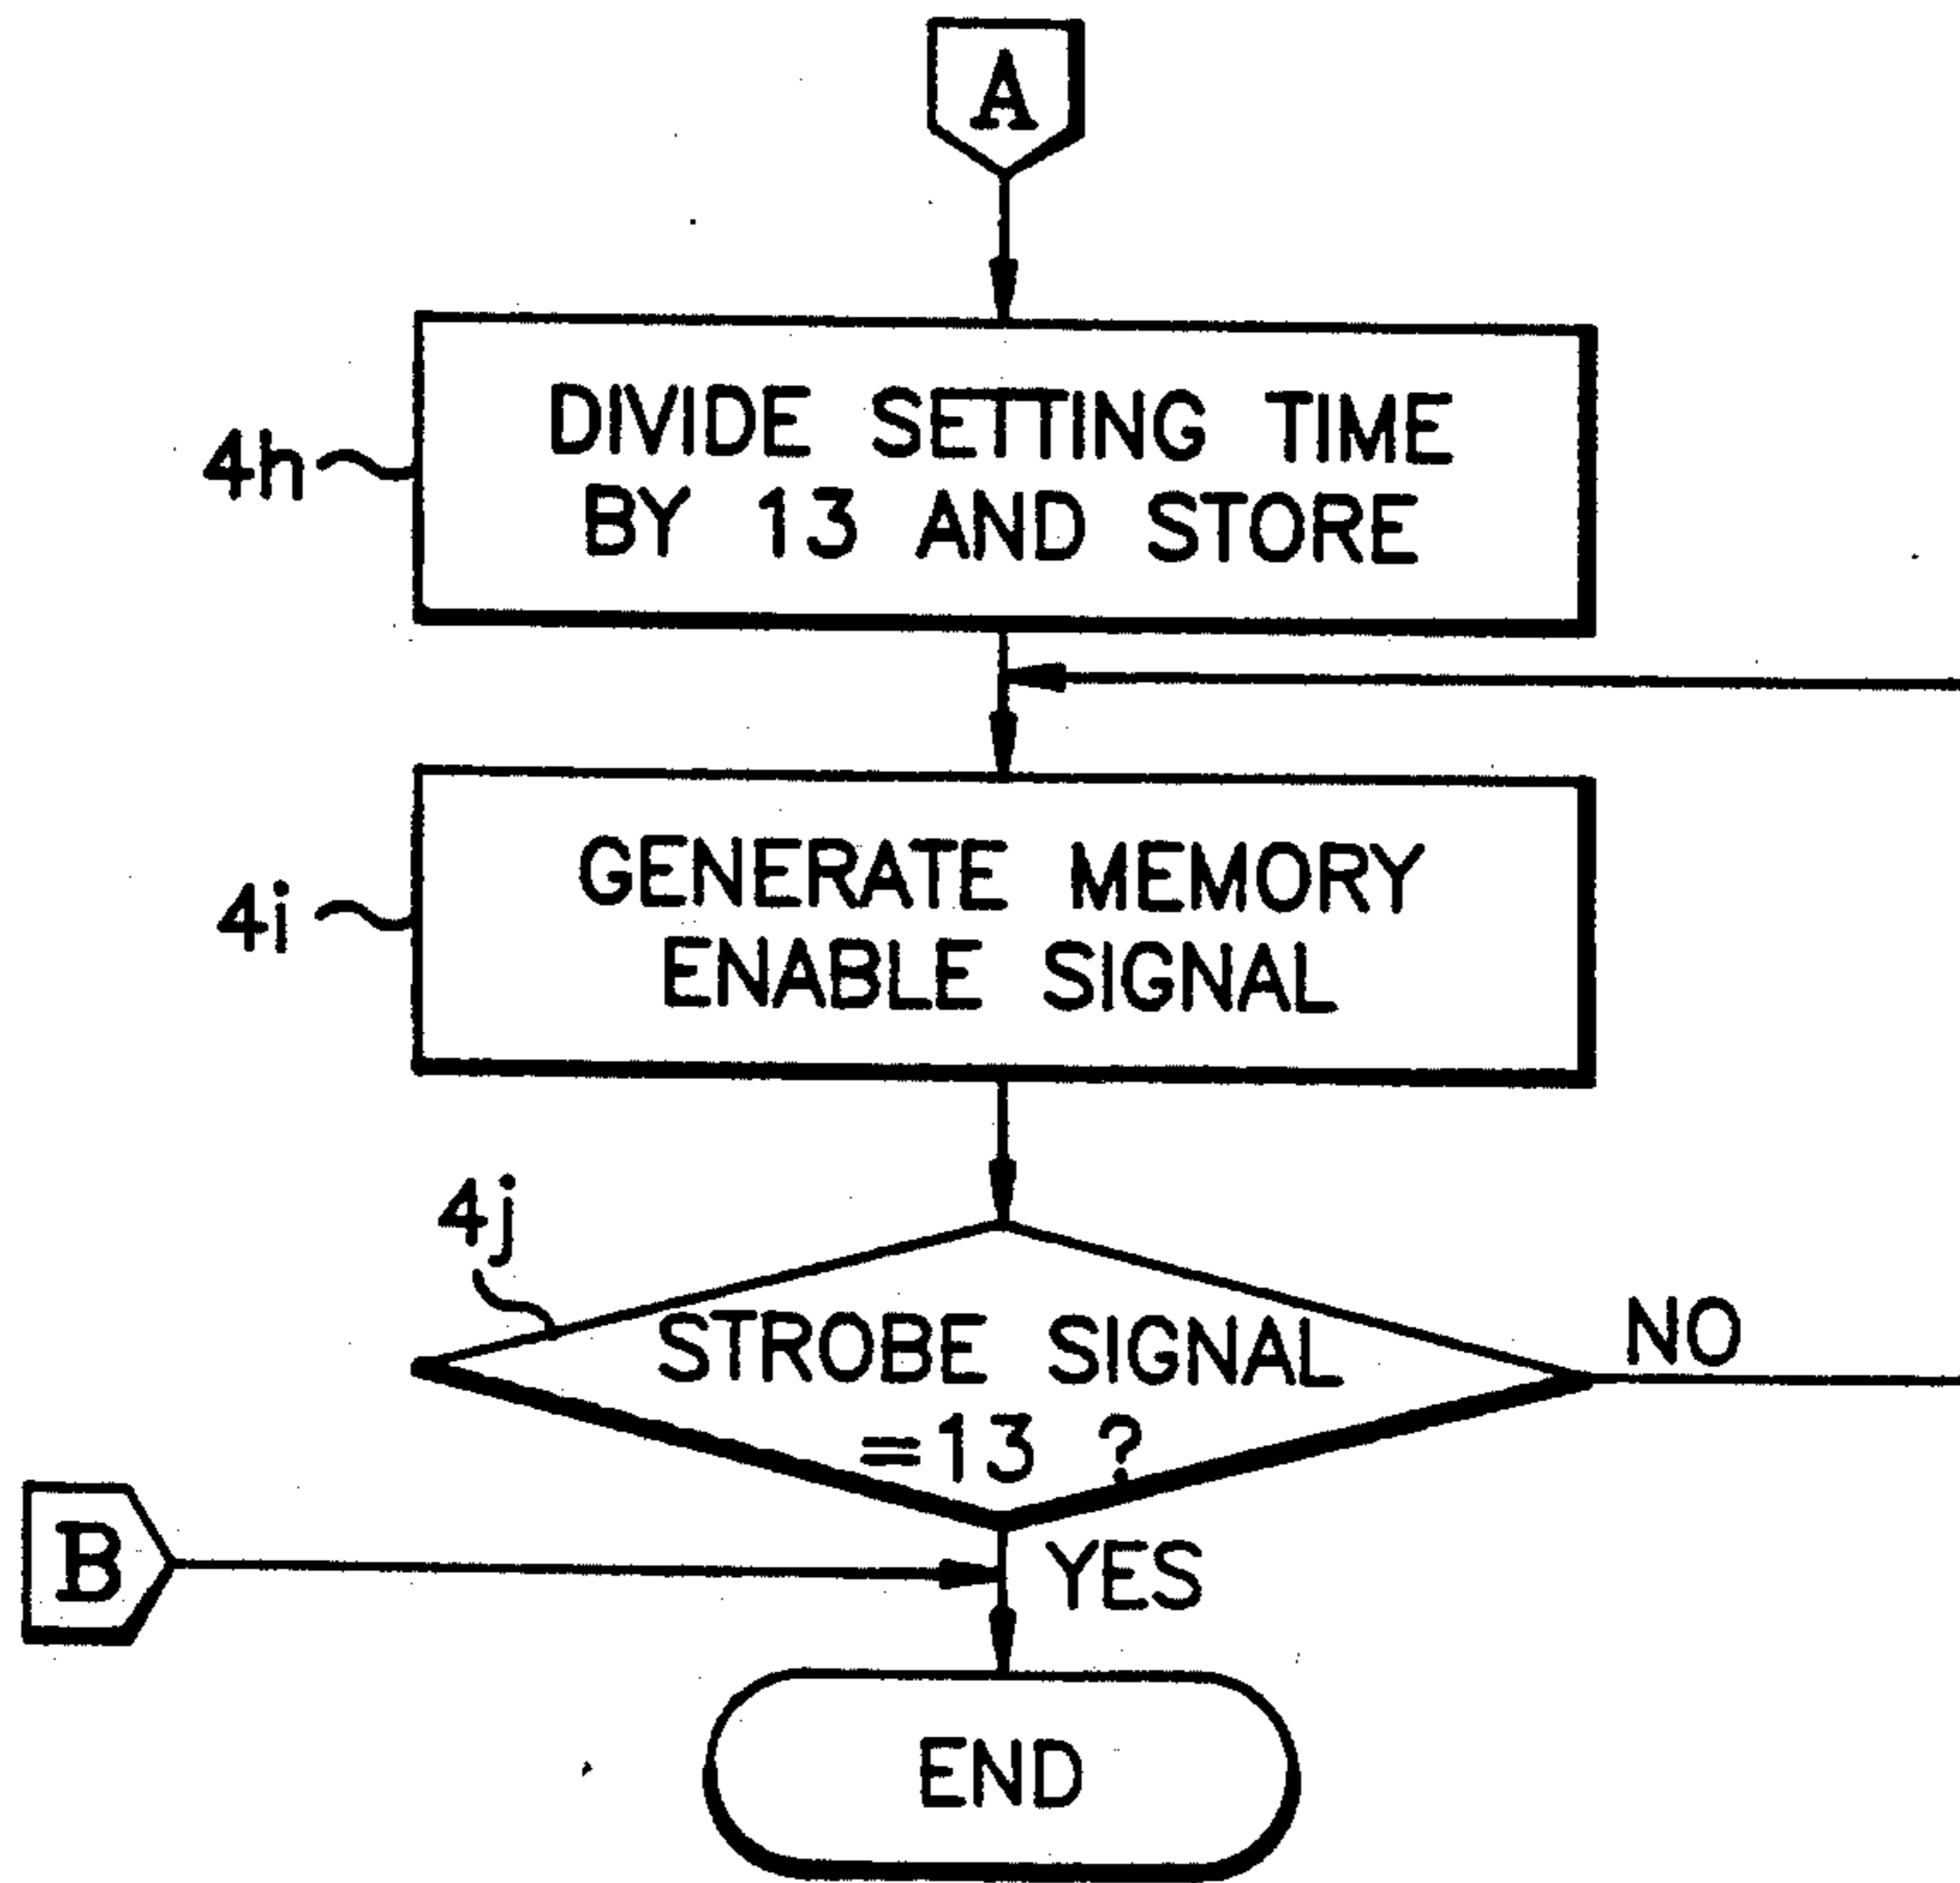 A
4h
DIVIDE SETTING TIME
BY 13 AND STORE
4i
GENERATE MEMORY
ENABLE SIGNAL
4j
STROBE SIGNAL
=13 ?
NO
B
YES
END